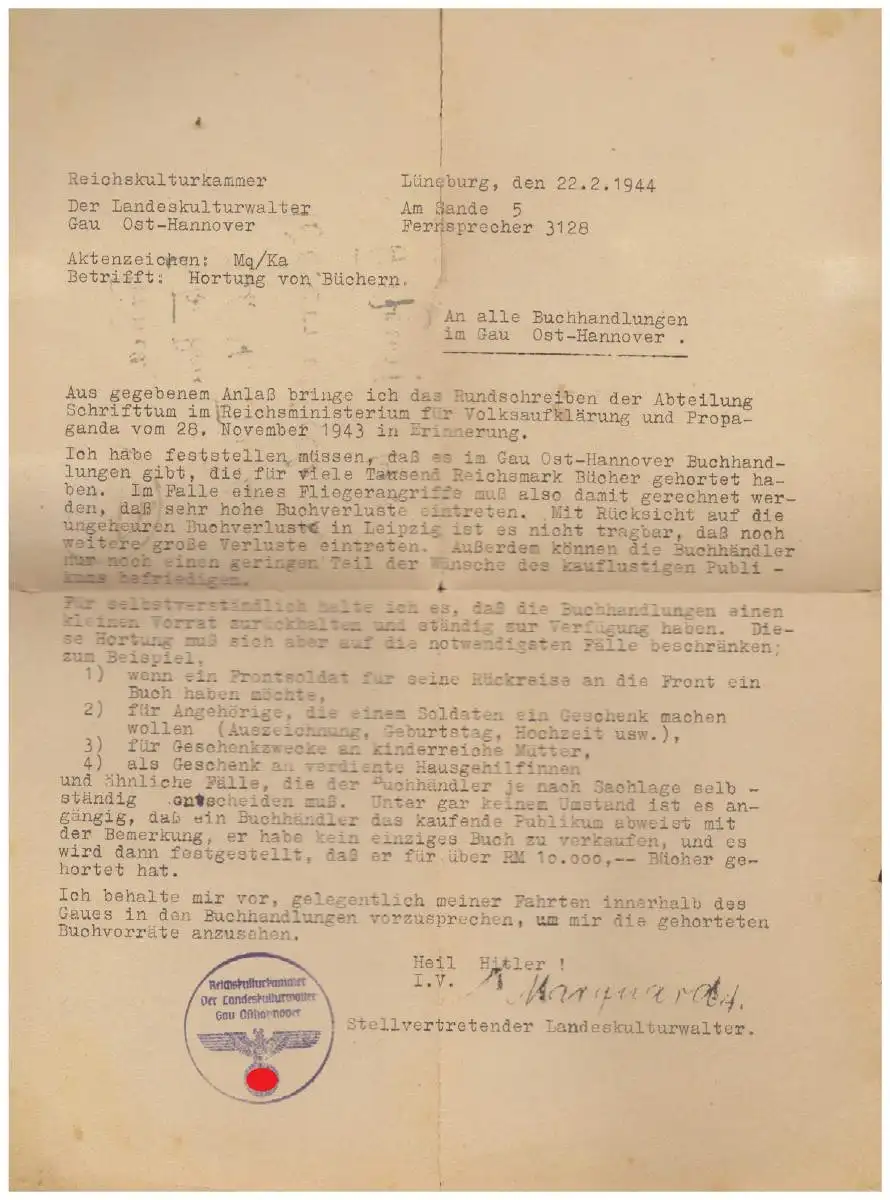 Reichskulturkammer
Lüneburg, den 22.2.1944
Der Landeskulturwalter
Gau Ost-Hannover
Am Sande 5
Fernsprecher 3128
Aktenzeichen: Mq/Ka
Betrifft: Hortung von Büchern.
An alle Buchhandlungen
im Gau Ost-Hannover .
Aus gegebenem Anlaß bringe ich das Rundschreiben der Abteilung
Schrifttum im Reichsministerium für Volksaufklärung und Propa-
ganda vom 28. November 1943 in Erinnerung.
Ich habe feststellen müssen, daß es im Gau Ost-Hannover Buchhand-
lungen gibt, die für viele Tausend Reichsmark Bücher gehortet ha-
ben. Im Falle eines Fliegerangriffs muß also damit gerechnet wer-
den, daß sehr hohe Buchverluste eintreten. Mit Rücksicht auf die
ungeheuren Buchverluste in Leipzig ist es nicht tragbar, daß noch
weitere große Verluste eintreten. Außerdem können die Buchhändler
nur noch einen geringen Teil der Wünsche des kauflustigen Publi -
kums befriedigen.
Für selbstverständlich halte ich es, daß die Buchhandlungen einen
kleinen Vorrat zurückhalten und ständig zur Verfügung haben. Die-
se Hortung muß sich aber auf die notwendigsten Fälle beschränken;
zum Beispiel,
1) wenn ein Frontsoldat für seine Rückreise an die Front ein
Buch haben möchte,
2) für Angehörige, die einem Soldaten ein Geschenk machen
wollen (Auszeichnung, Geburtstag, Hochzeit usw.),
3) für Geschenkzwecke an kinderreiche Mütter,
4) als Geschenk an verdiente Hausgehilfinnen
und ähnliche Fälle, die der Buchhändler je nach Sachlage selb -
ständig entscheiden muß. Unter gar keinem Umstand ist es an-
gängig, daß ein Buchhändler das kaufende Publikum abweist mit
der Bemerkung, er habe kein einziges Buch zu verkaufen, und es
wird dann festgestellt, daß er für über RM 10.000,-- Bücher ge-
hortet hat.
Ich behalte mir vor, gelegentlich meiner Fahrten innerhalb des
Gaues in den Buchhandlungen vorzusprechen, um mir die gehorteten
Buchvorräte anzusehen.
Heil Hitler !
I.V. Marquardt.
Stellvertretender Landeskulturwalter.
Reichskulturkammer
Der Landeskulturwalter
Gau Osthannover